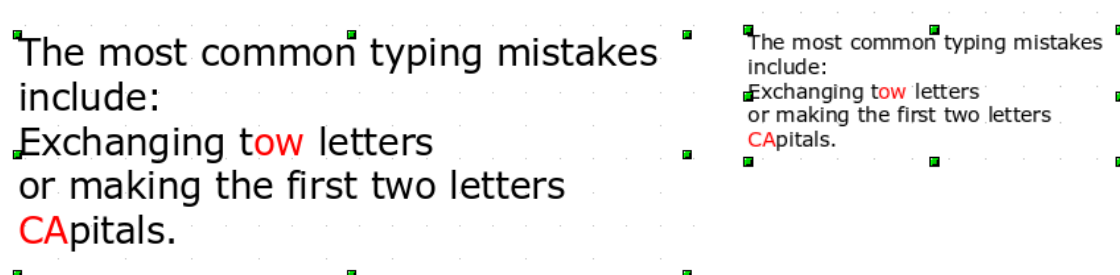 The most common typing mistakes
include:
Exchanging tow letters
or making the first two letters
CApitals.
The most common typing mistakes
include:
Exchanging tow letters
or making the first two letters
CApitals.